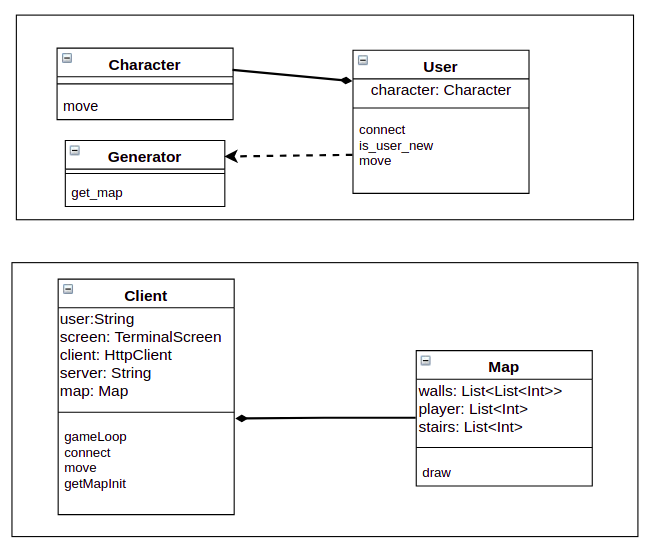 Character
move
User
character: Character
connect
is_user_new
move
Generator
get_map
Client
user:String
screen: TerminalScreen
client: HttpClient
server: String
map: Map
gameLoop
connect
move
getMapInit
Map
walls: List<List<Int>>
player: List<Int>
stairs: List<Int>
draw